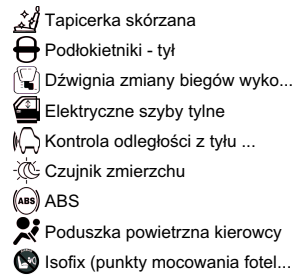 Tapicerka skórzana
Podłokietniki - tył
Dźwignia zmiany biegów wyko...
Elektryczne szyby tylne
Kontrola odległości z tyłu ...
Czujnik zmierzchu
ABS
Poduszka powietrzna kierowcy
Isofix (punkty mocowania fotel...